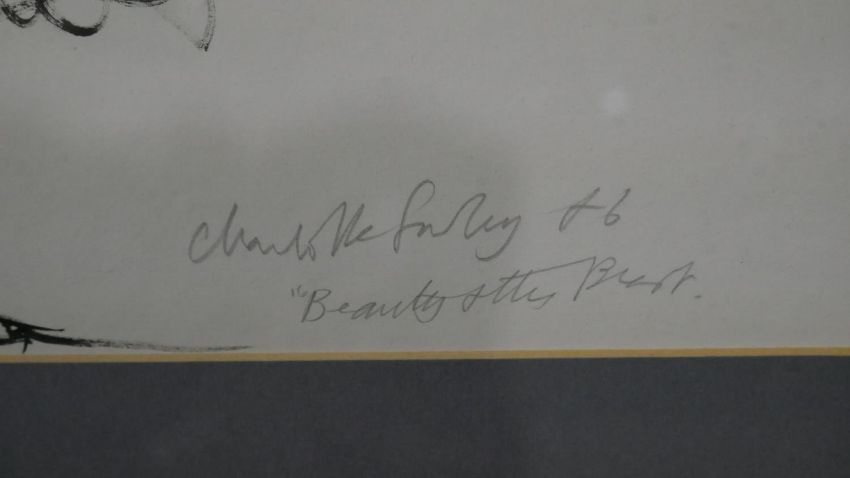 Charlotte 86
"Beauty & the Beast.